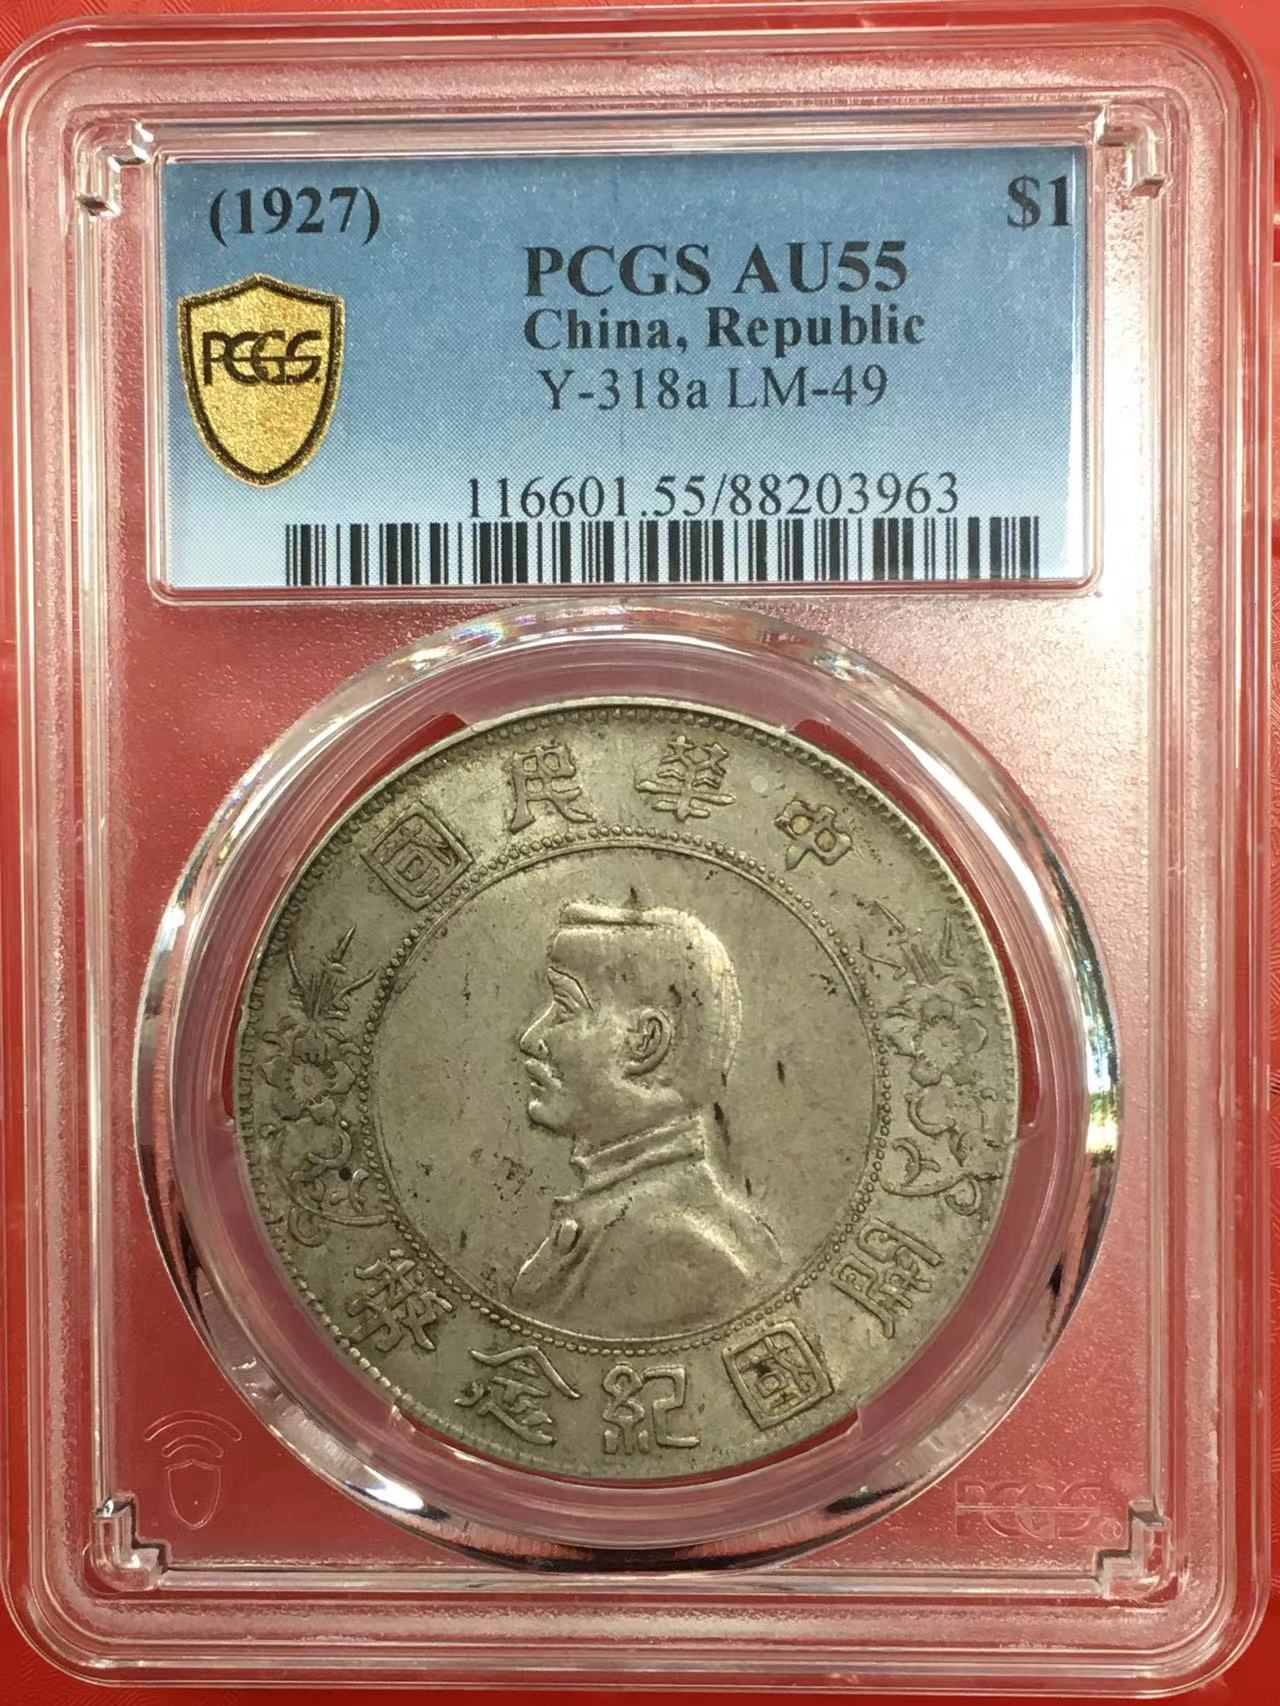 (1927)
$1
PCGS AU55
China, Republic
Y-318a LM-49
PCGS
116601.55/88203963
中華民國
開國紀念幣
PCGS